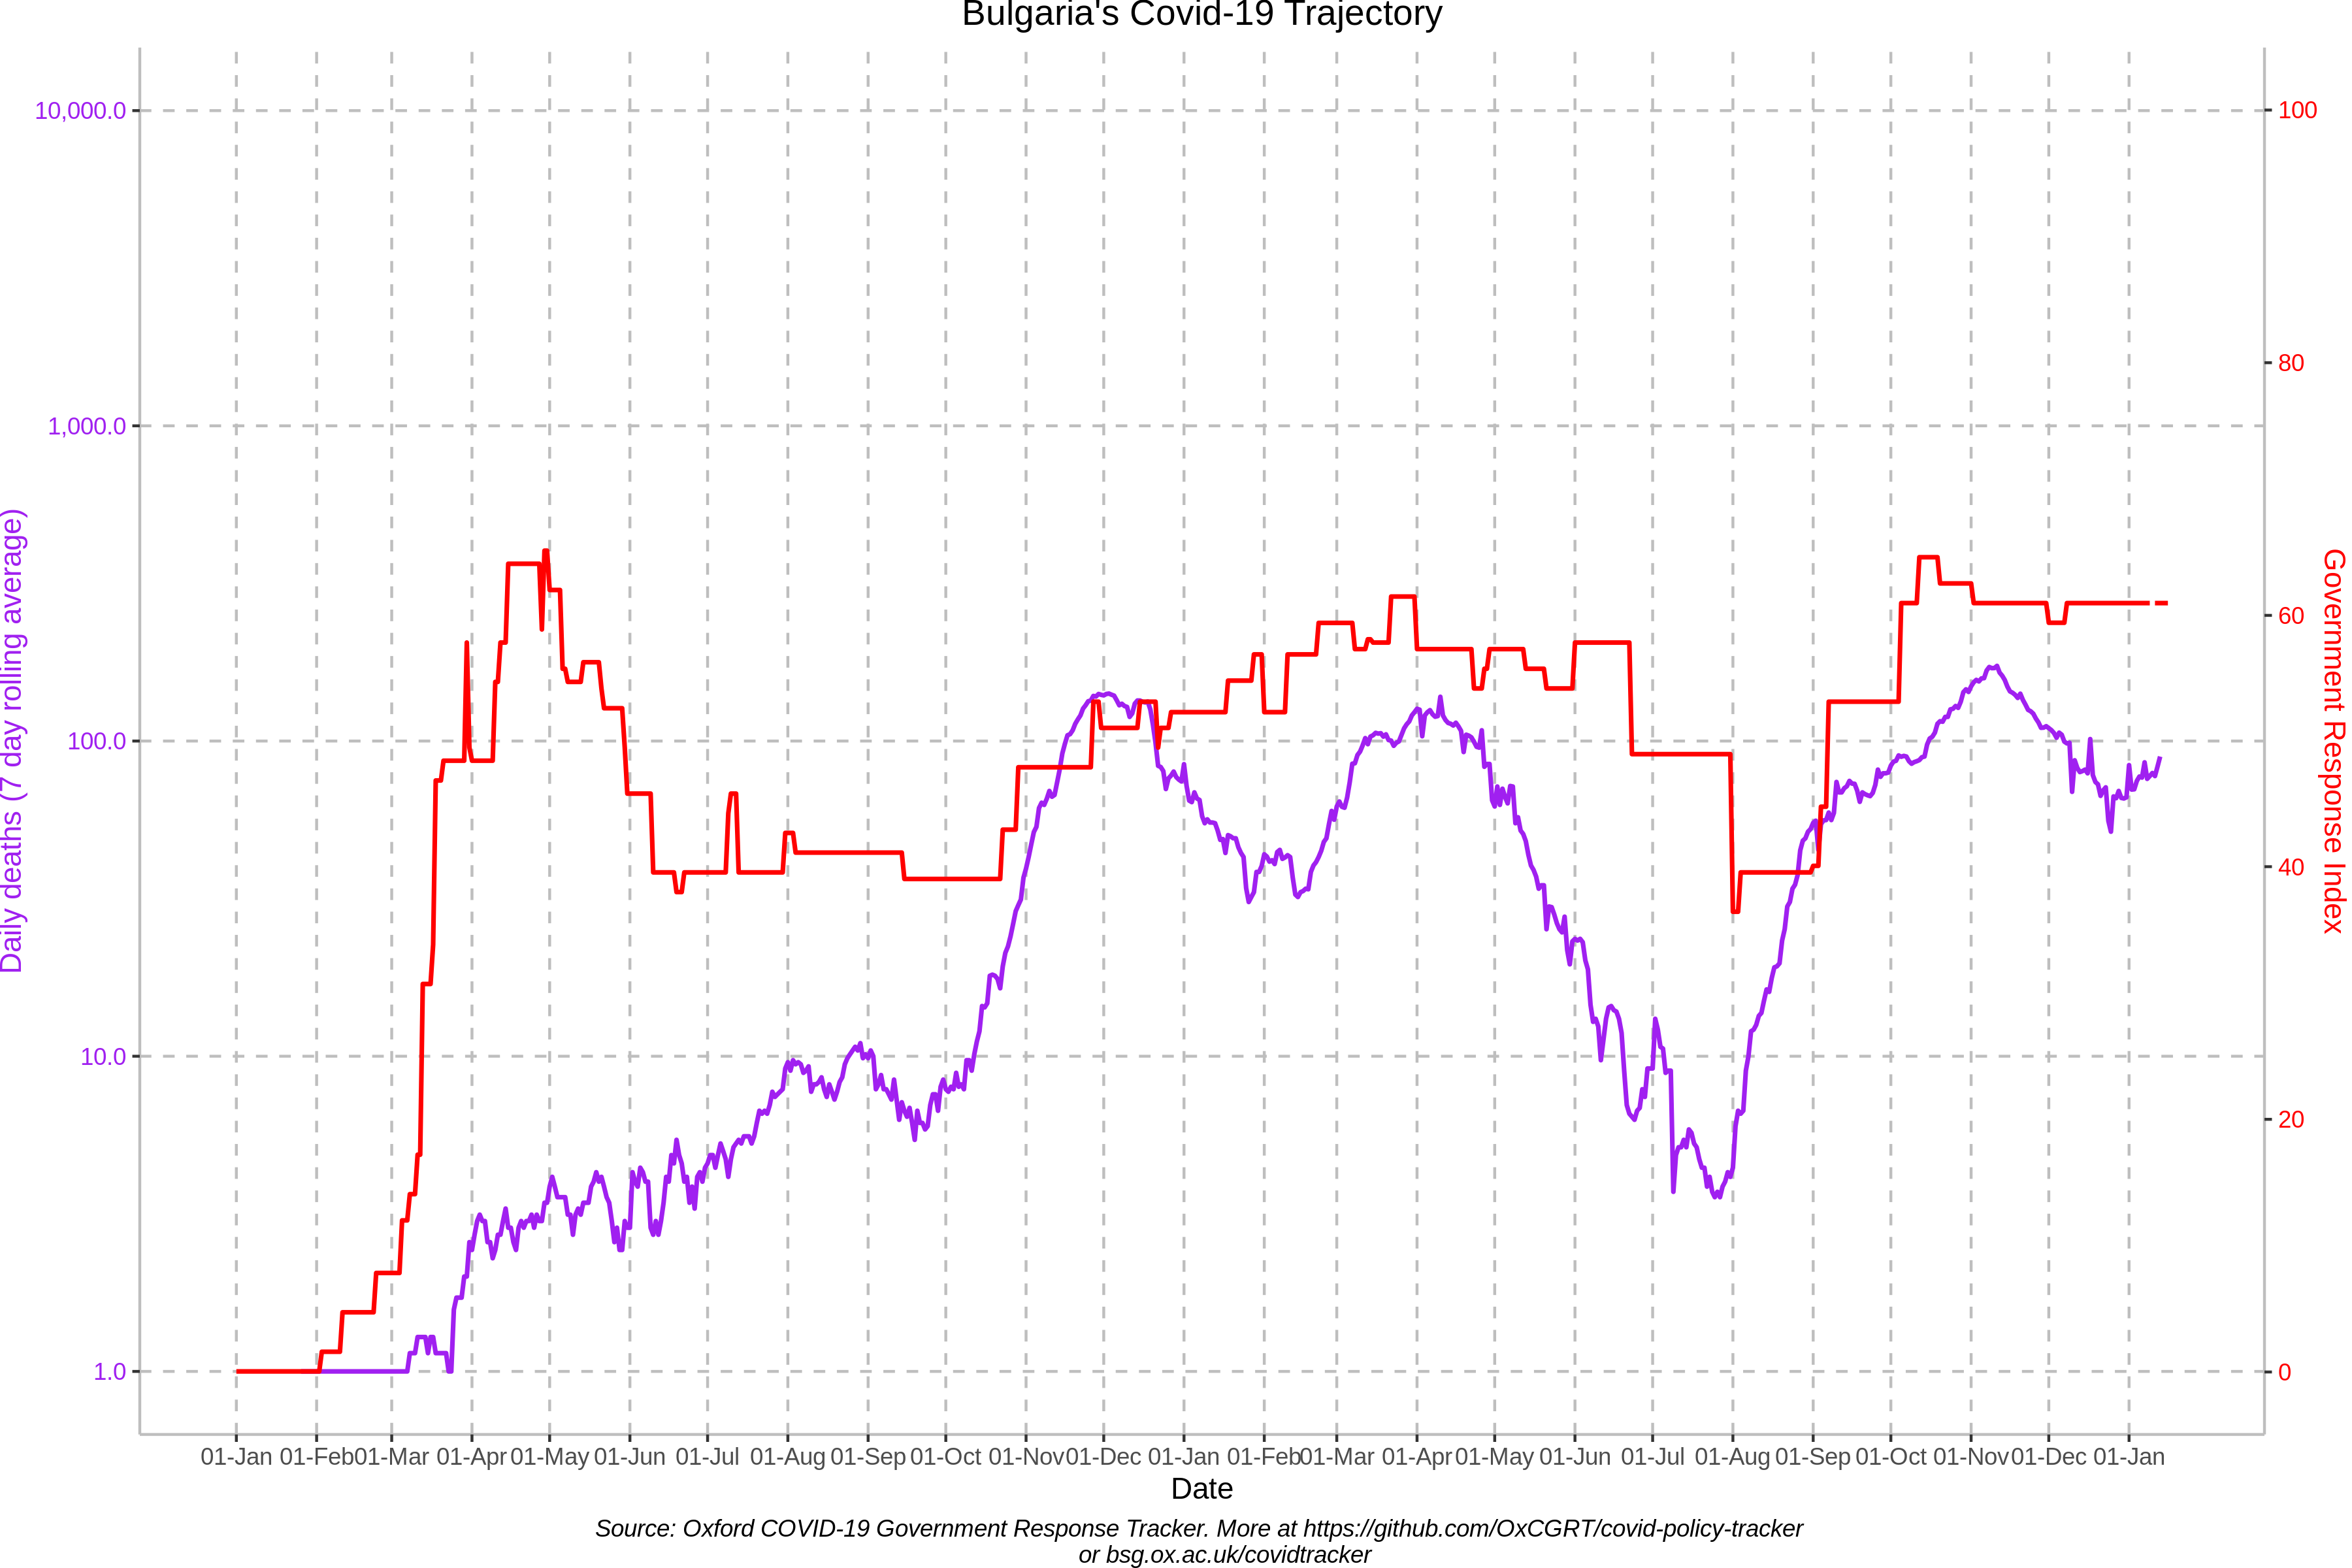 Bulgaria's Covid-19 Trajectory
10,000.0
1,000.0
100.0
10.0
1.0
Daily deaths (7 day rolling average)
100
80
60
40
20
0
Government Response Index
01-Jan 01-Feb 01-Mar 01-Apr 01-May 01-Jun 01-Jul 01-Aug 01-Sep 01-Oct 01-Nov 01-Dec 01-Jan 01-Feb 01-Mar 01-Apr 01-May 01-Jun 01-Jul 01-Aug 01-Sep 01-Oct 01-Nov 01-Dec 01-Jan
Date
Source: Oxford COVID-19 Government Response Tracker. More at https://github.com/OxCGRT/covid-policy-tracker
or bsg.ox.ac.uk/covidtracker